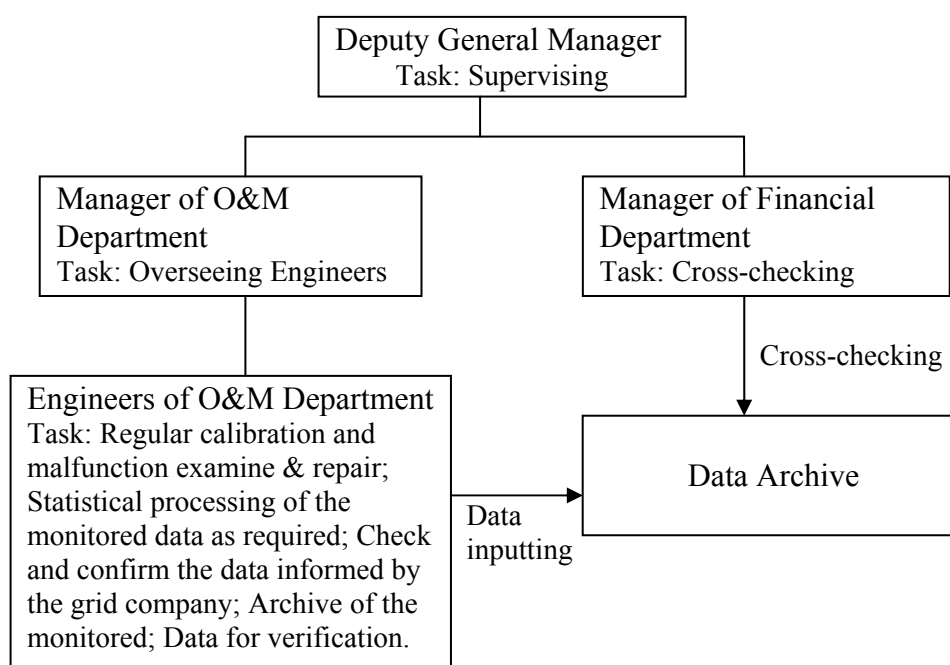 Deputy General Manager
Task: Supervising
Manager of O&M
Department
Task: Overseeing Engineers
Manager of Financial
Department
Task: Cross-checking
Cross-checking
Engineers of O&M Department
Task: Regular calibration and
malfunction examine & repair;
Statistical processing of the
monitored data as required; Check
and confirm the data informed by
the grid company; Archive of the
monitored; Data for verification.
Data
inputting
Data Archive